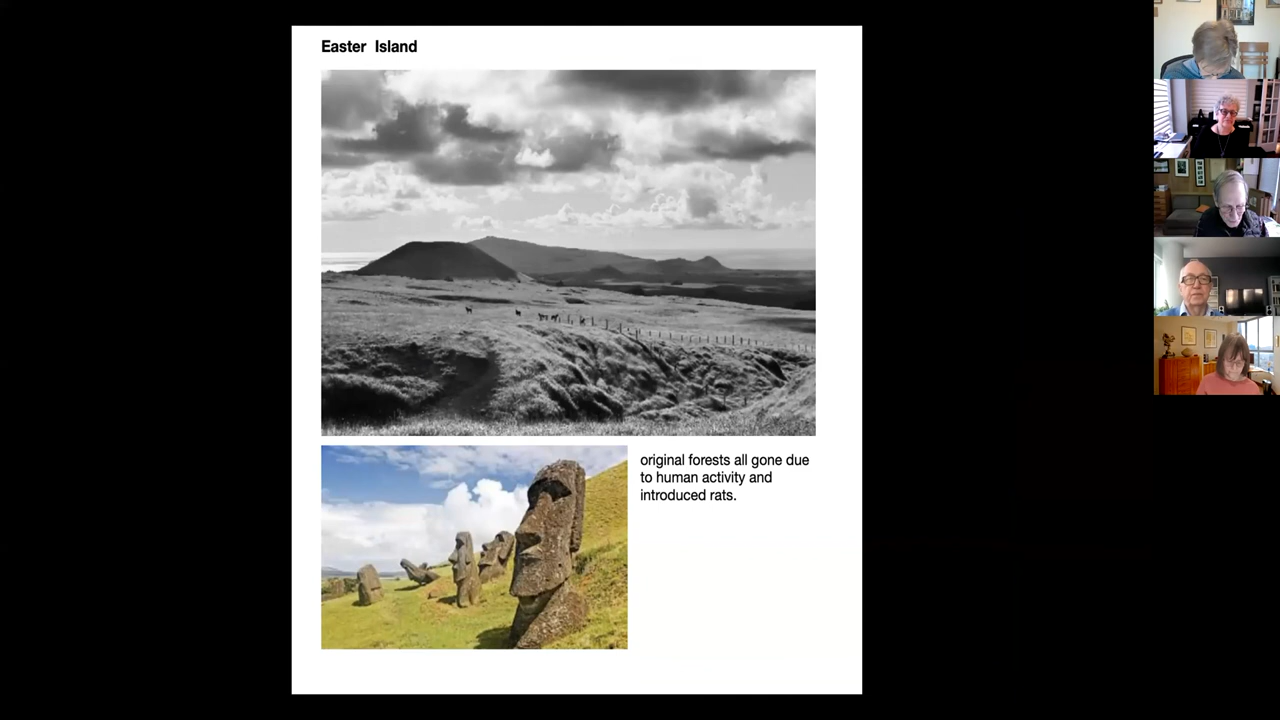 Easter Island
original forests all gone due
to human activity and
introduced rats.